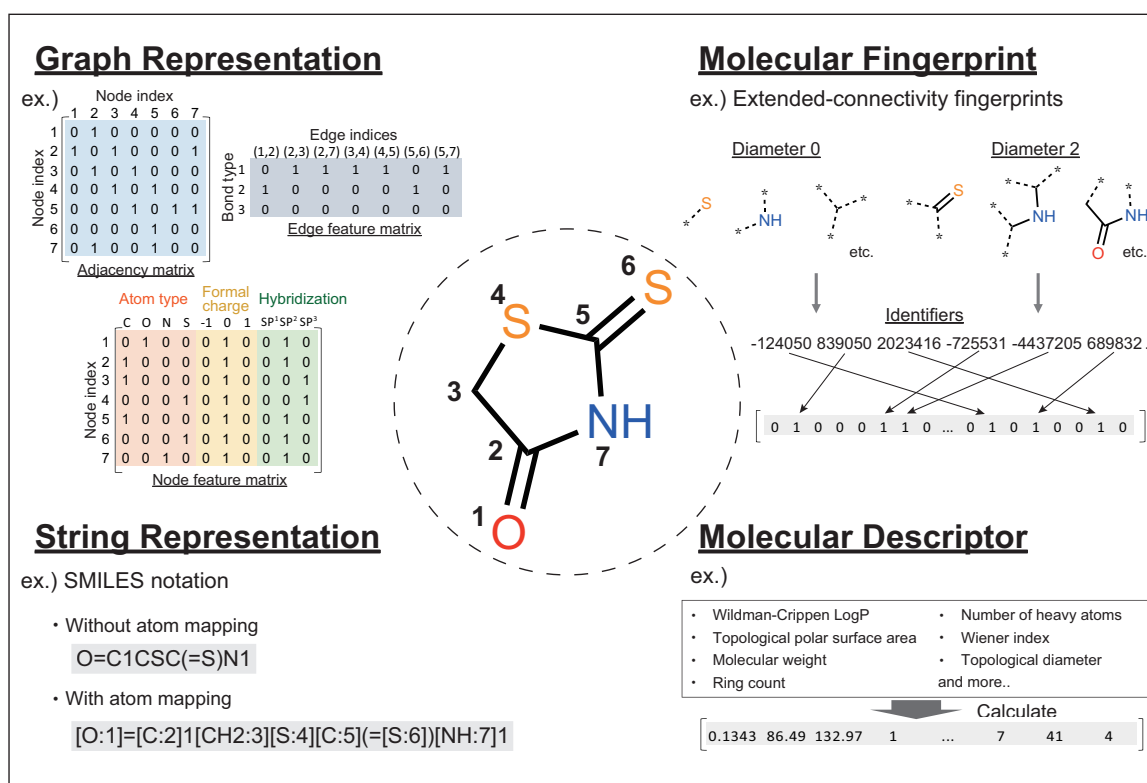 Graph Representation
ex.)
Node index
1 2 3 4 5 6 7
Node index
1 0 1 0 0 0 0 0
2 1 0 1 0 0 0 1
3 0 1 0 1 0 0 0
4 0 0 1 0 1 0 0
5 0 0 0 1 0 1 1
6 0 0 0 0 1 0 0
7 0 1 0 0 1 0 0
Adjacency matrix
Edge indices
(1,2) (2,3) (2,7) (3,4) (4,5) (5,6) (5,7)
Bond type
1 0 1 1 1 1 0 1
2 1 0 0 0 0 1 0
3 0 0 0 0 0 0 0
Edge feature matrix
Atom type
Formal charge
Hybridization
C O N S -1 0 1 SP1 SP2 SP3
Node index
1 0 1 0 0 0 1 0 0 1 0
2 1 0 0 0 0 1 0 0 1 0
3 1 0 0 0 0 1 0 0 0 1
4 0 0 0 1 0 1 0 0 0 1
5 1 0 0 0 0 1 0 0 1 0
6 0 0 0 1 0 1 0 0 1 0
7 0 0 1 0 0 1 0 0 1 0
Node feature matrix
Molecular Fingerprint
ex.) Extended-connectivity fingerprints
Diameter 0
Diameter 2
* S
* NH *
* * *
etc.
* S *
* * NH * *
* O NH *
etc.
Identifiers
-124050 839050 2023416 -725531 -4437205 689832 .
0 1 0 0 0 1 1 0 ... 0 1 0 1 0 0 1 0
6
S
4
S
5
3
2
NH
7
1
O
String Representation
ex.) SMILES notation
・Without atom mapping
O=C1CSC(=S)N1
・With atom mapping
[O:1]=[C:2]1[CH2:3][S:4][C:5](=[S:6])[NH:7]1
Molecular Descriptor
ex.)
• Wildman-Crippen LogP
• Topological polar surface area
• Molecular weight
• Ring count
• Number of heavy atoms
• Wiener index
• Topological diameter
and more..
Calculate
0.1343 86.49 132.97 1 ... 7 41 4